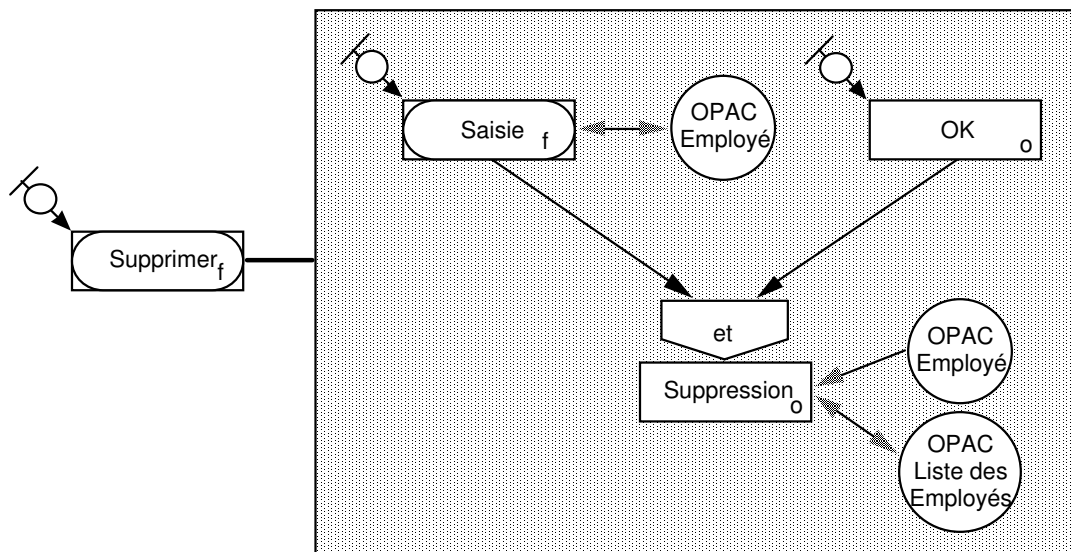 Saisie f
OPAC
Employé
OK
o
Supprimer f
et
OPAC
Employé
Suppression o
OPAC
Liste des
Employés